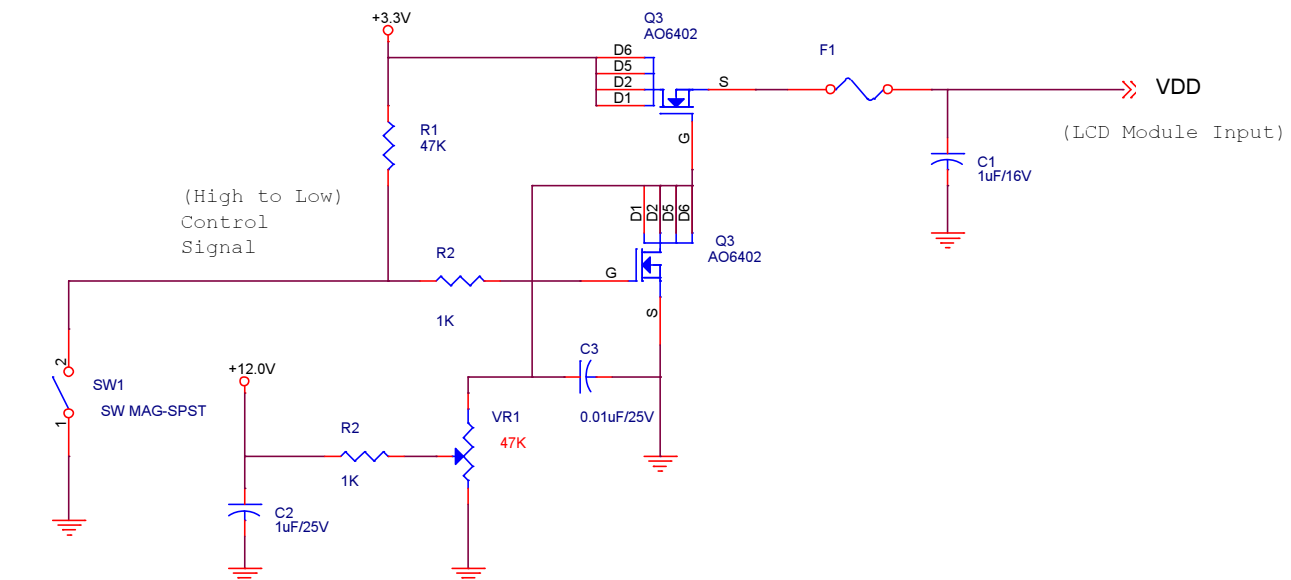 +3.3V
Q3
AO6402
D6
D5
D2
D1
S
G
F1
VDD
(LCD Module Input)
R1
47K
C1
1uF/16V
(High to Low)
Control
Signal
D1
D2
D5
D6
Q3
AO6402
R2
1K
G
S
2
SW1
SW MAG-SPST
1
+12.0V
C3
0.01uF/25V
VR1
47K
R2
1K
C2
1uF/25V